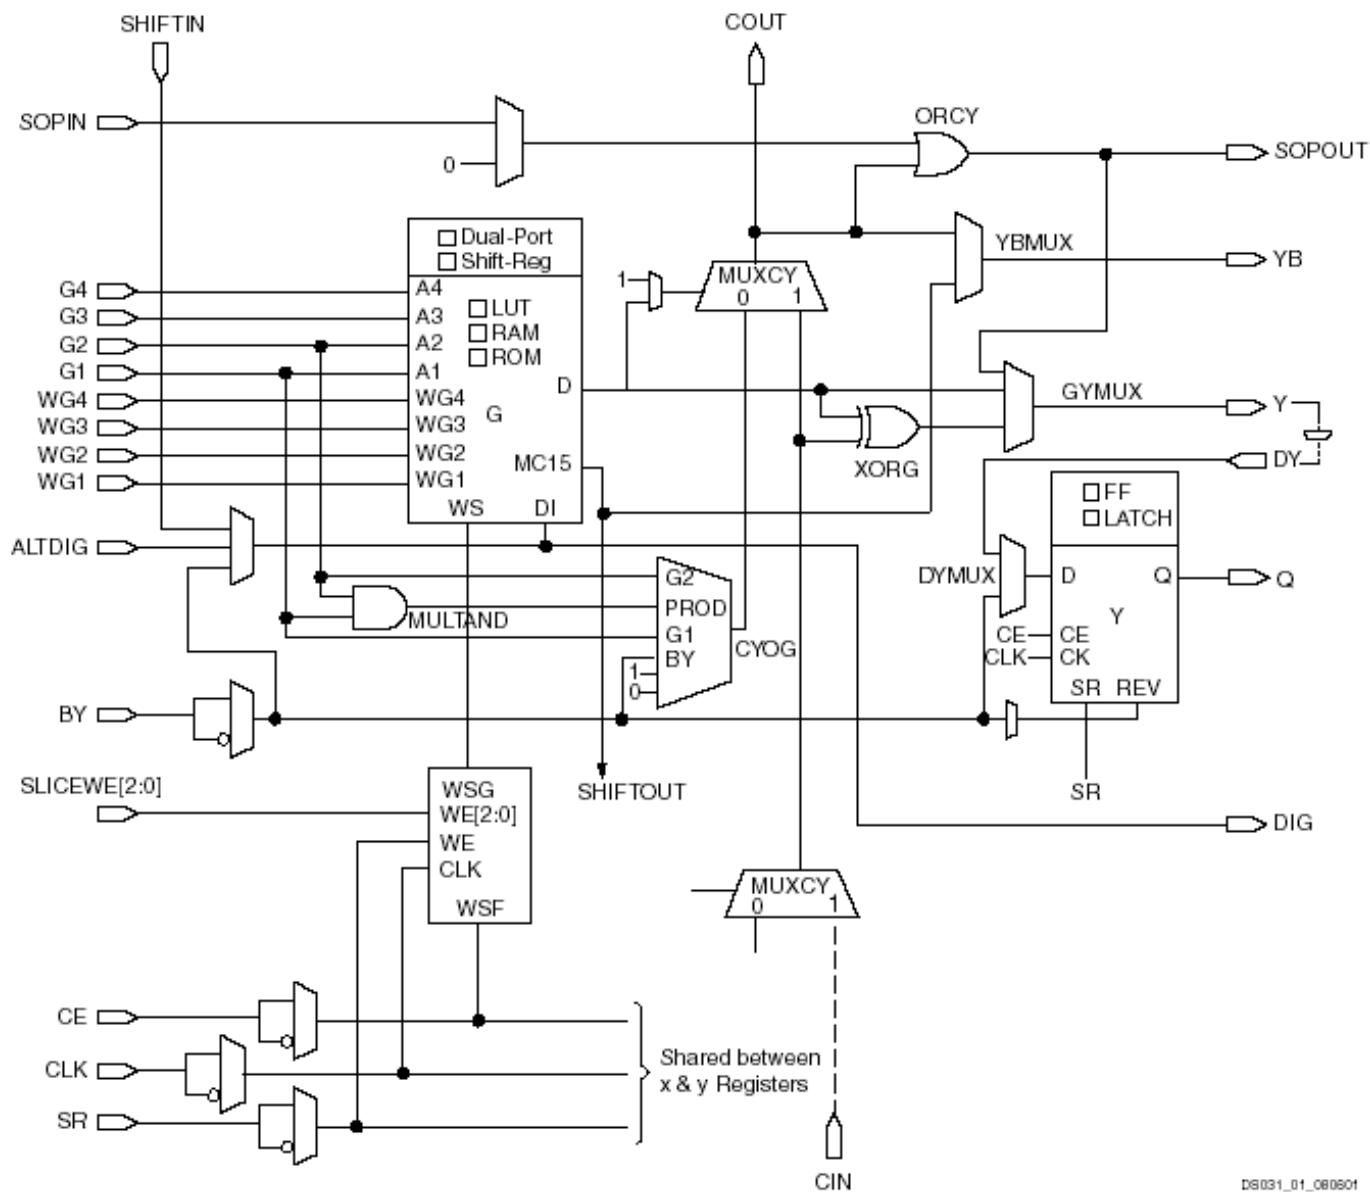 SHIFTIN
COUT
SOPIN
0
ORCY
SOPOUT
Dual-Port
Shift-Reg
YBMUX
YB
1
MUXCY
0 1
G4
A4
G3
A3
LUT
G2
A2
RAM
G1
A1
ROM
D
WG4
WG4
G
GYMUX
Y
WG3
WG3
WG2
WG2
MC15
XORG
DY
WG1
WG1
WS
DI
FF
LATCH
ALTDIG
DYMUX
D
Q
Q
G2
PROD
MULTAND
G1
CYOG
BY
1
0
Y
CE
CE
CLK
CK
SR
REV
BY
SLICEWE[2:0]
WSG
WE[2:0]
WE
CLK
WSF
SHIFTOUT
SR
DIG
MUXCY
0 1
CE
CLK
SR
Shared between
x & y Registers
CIN
DS031_01_080601